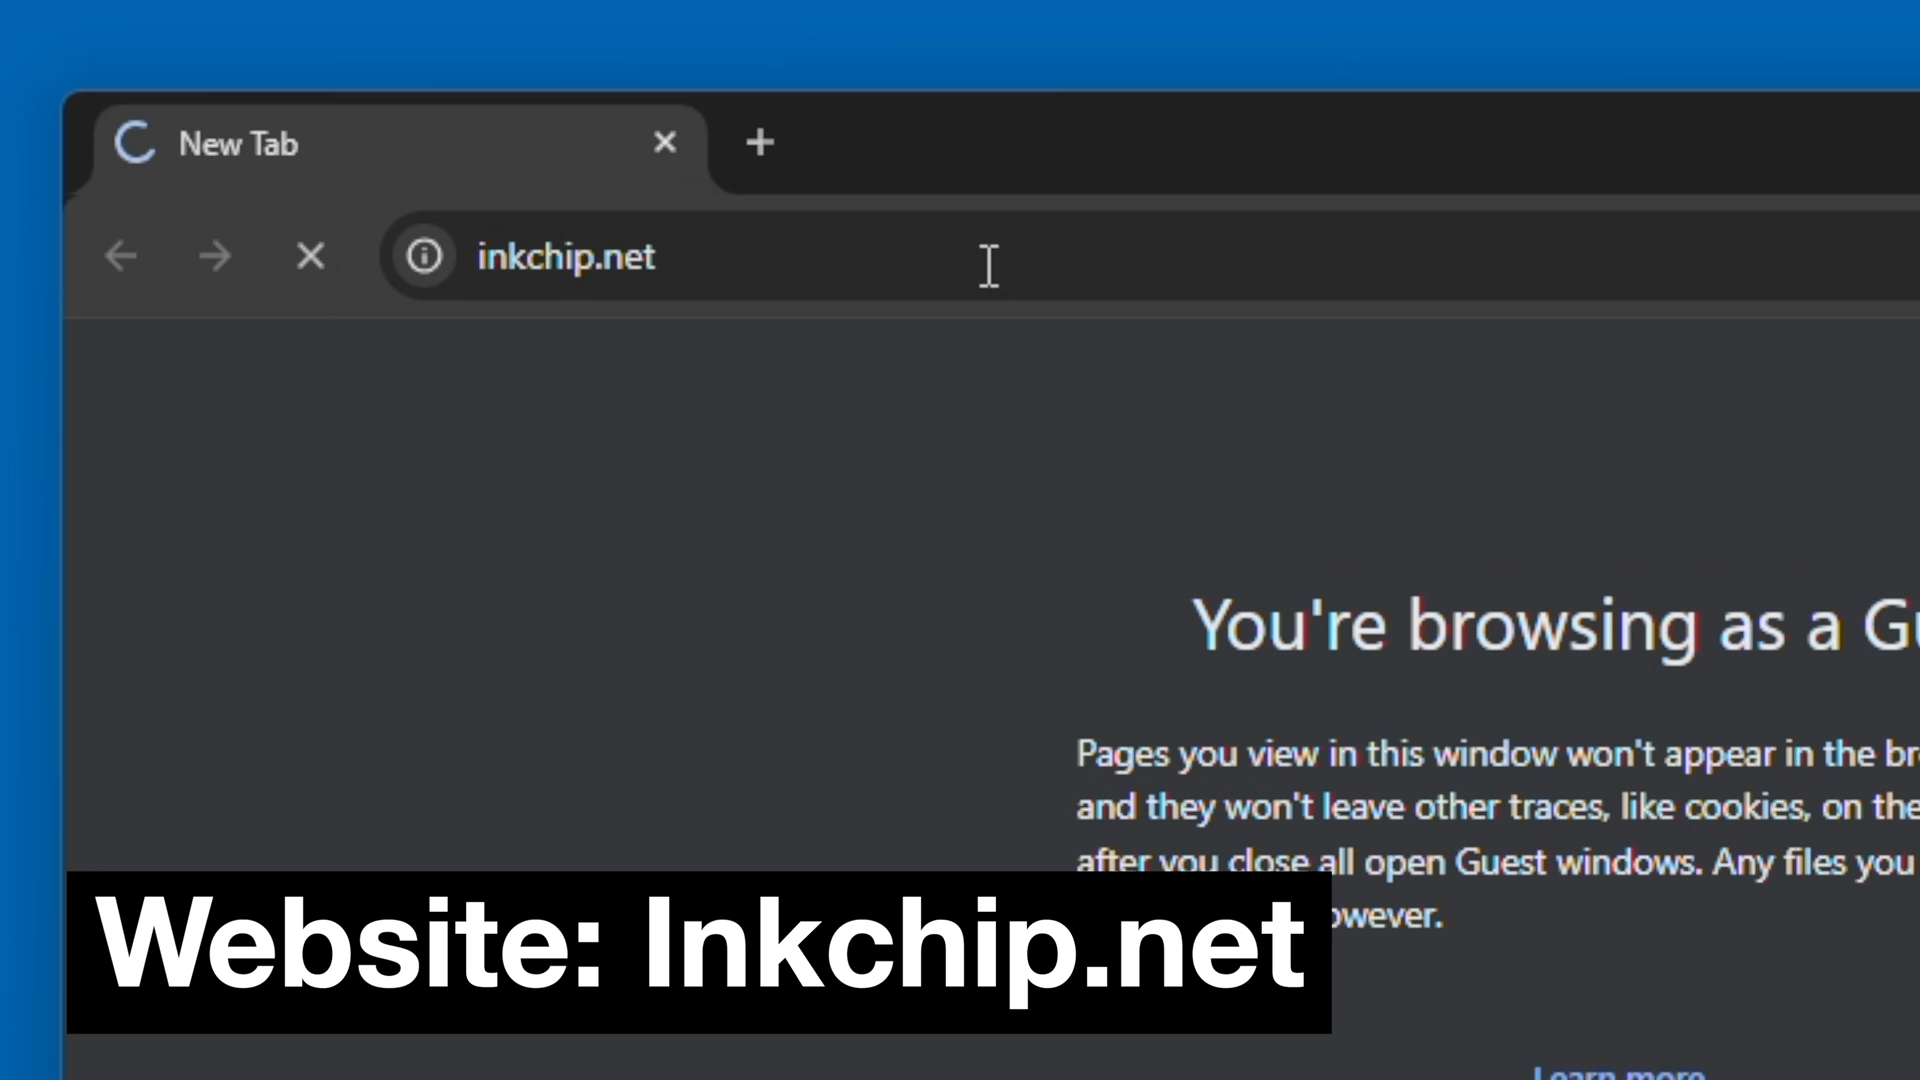 New Tab
inkchip.net
You're browsing as a
Pages you view in this window won't appear in the
and they won't leave other traces, like cookies, on the
after you close all open Guest windows. Any files you
Website: Inkchip.net
Learn more